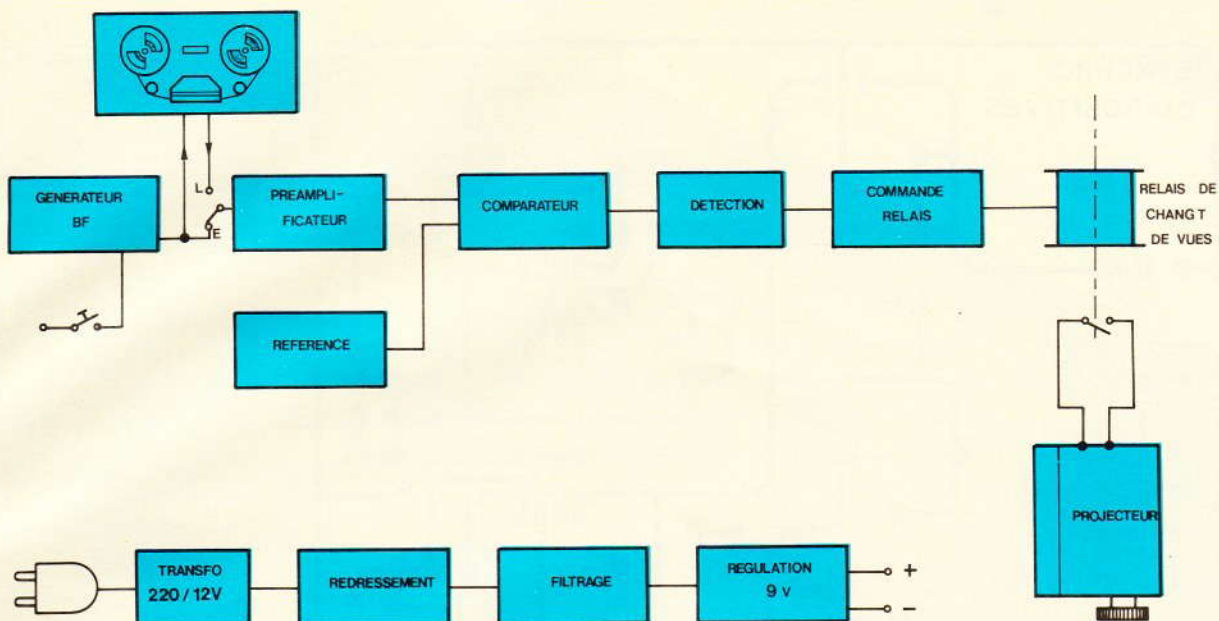 GENERATEUR
BF
L
E
PREAMPLI-
FICATEUR
COMPARATEUR
DETECTION
COMMANDE
RELAIS
RELAIS DE
CHANGT
DE VUES
REFERENCE
PROJECTEUR
TRANSFO
220 / 12V
REDRESSEMENT
FILTRAGE
REGULATION
9 v
+
−